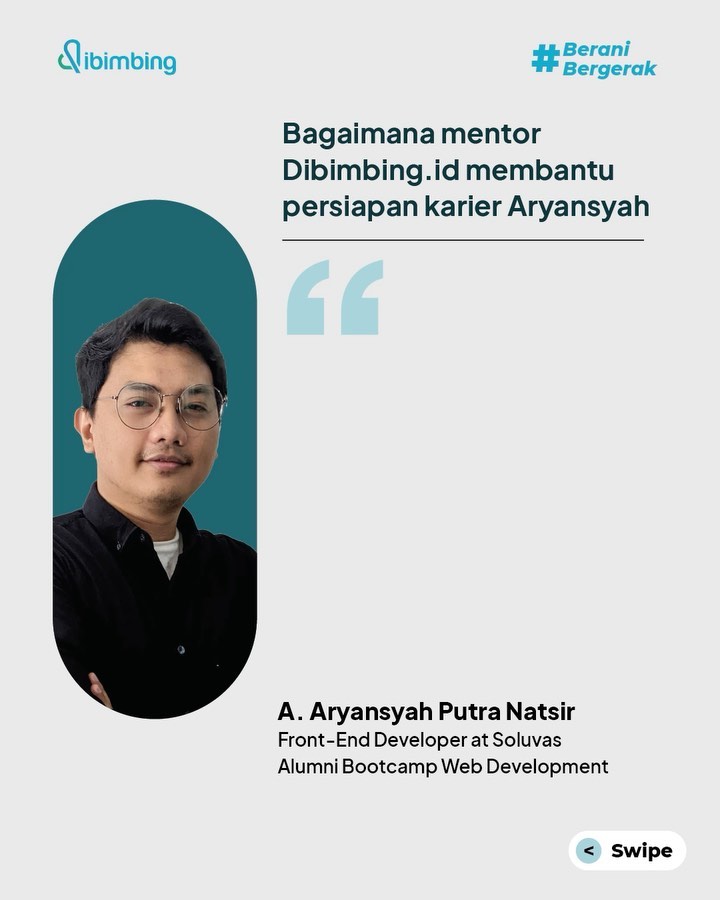 Dibimbing
#Berani
Bergerak
Bagaimana mentor
Dibimbing.id membantu
persiapan karier Aryansyah
“
A. Aryansyah Putra Natsir
Front-End Developer at Soluvas
Alumni Bootcamp Web Development
< Swipe